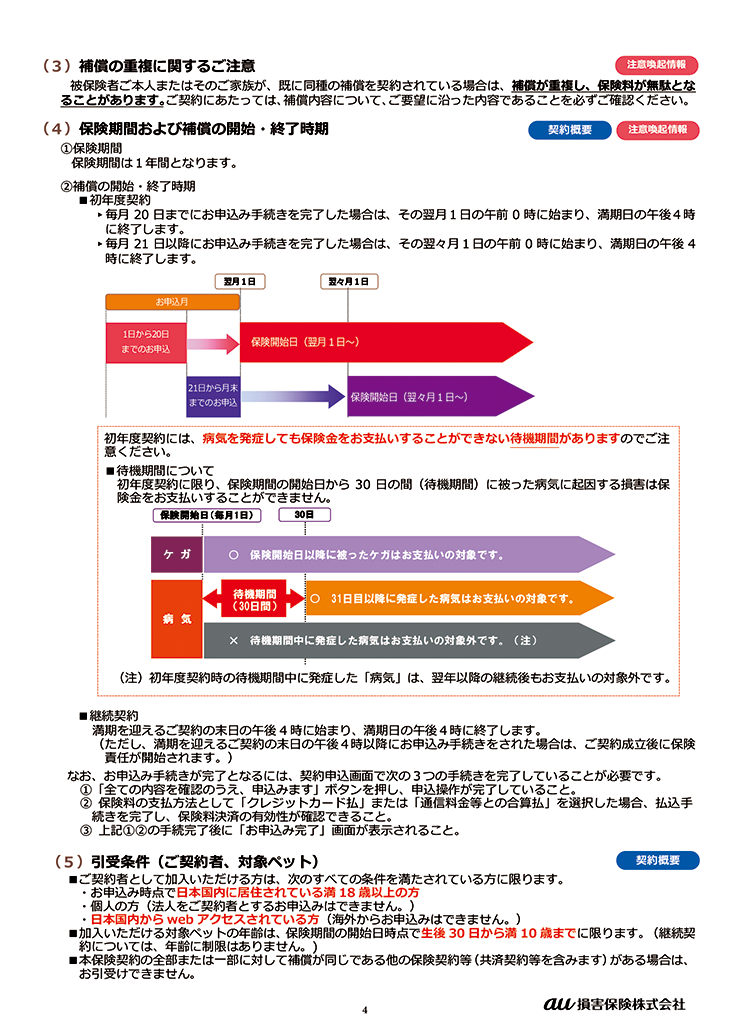 （３）補償の重複に関するご注意
注意喚起情報
被保険者ご本人またはそのご家族が、既に同種の補償を契約されている場合は、補償が重複し、保険料が無駄とな
ることがあります。ご契約にあたっては、補償内容について、ご要望に沿った内容であることを必ずご確認ください。
（４）保険期間および補償の開始・終了時期
契約概要
注意喚起情報
①保険期間
保険期間は１年間となります。
②補償の開始・終了時期
■初年度契約
▸毎月 20 日までにお申込み手続きを完了した場合は、その翌月１日の午前 0 時に始まり、満期日の午後４時
に終了します。
▸毎月 21 日以降にお申込み手続きを完了した場合は、その翌々月１日の午前 0 時に始まり、満期日の午後 4
時に終了します。
翌月１日
翌々月１日
お申込月
1日から20日
までのお申込
保険開始日（翌月１日～）
21日から月末
までのお申込
保険開始日（翌々月１日～）
初年度契約には、病気を発症しても保険金をお支払いすることができない待機期間がありますのでご注
意ください。
■待機期間について
初年度契約に限り、保険期間の開始日から 30 日の間（待機期間）に被った病気に起因する損害は保
険金をお支払いすることができません。
保険開始日（毎月1日）
30日
ケ ガ
○ 保険開始日以降に被ったケガはお支払いの対象です。
病 気
待機期間
（30日間）
○ 31日目以降に発症した病気はお支払いの対象です。
× 待機期間中に発症した病気はお支払いの対象外です。（注）
（注）初年度契約時の待機期間中に発症した「病気」は、翌年以降の継続後もお支払いの対象外です。
■継続契約
満期を迎えるご契約の末日の午後４時に始まり、満期日の午後４時に終了します。
（ただし、満期を迎えるご契約の末日の午後４時以降にお申込み手続きをされた場合は、ご契約成立後に保険
責任が開始されます。）
なお、お申込み手続きが完了となるには、契約申込画面で次の３つの手続きを完了していることが必要です。
①「全ての内容を確認のうえ、申込みます」ボタンを押し、申込操作が完了していること。
② 保険料の支払方法として「クレジットカード払」または「通信料金等との合算払」を選択した場合、払込手
続きを完了し、保険料決済の有効性が確認できること。
③ 上記①②の手続完了後に「お申込み完了」画面が表示されること。
（５）引受条件（ご契約者、対象ペット）
契約概要
■ご契約者として加入いただける方は、次のすべての条件を満たされている方に限ります。
・お申込み時点で日本国内に居住されている満 18 歳以上の方
・個人の方（法人をご契約者とするお申込みはできません。）
・日本国内から web アクセスされている方（海外からお申込みはできません。）
■加入いただける対象ペットの年齢は、保険期間の開始日時点で生後 30 日から満 10 歳までに限ります。（継続契
約については、年齢に制限はありません。）
■本保険契約の全部または一部に対して補償が同じである他の保険契約等（共済契約等を含みます）がある場合は、
お引受けできません。
4
au 損害保険株式会社